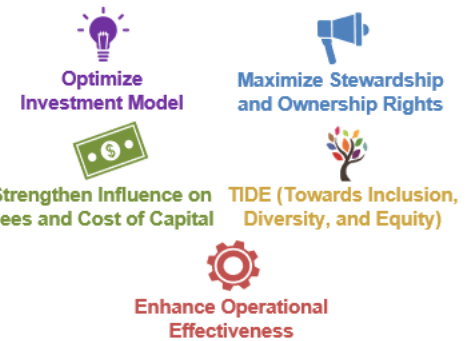 Optimize
Investment Model
Maximize Stewardship
and Ownership Rights
Strengthen Influence on
ees and Cost of Capital
TIDE (Towards Inclusion,
Diversity, and Equity)
$
Enhance Operational
Effectiveness